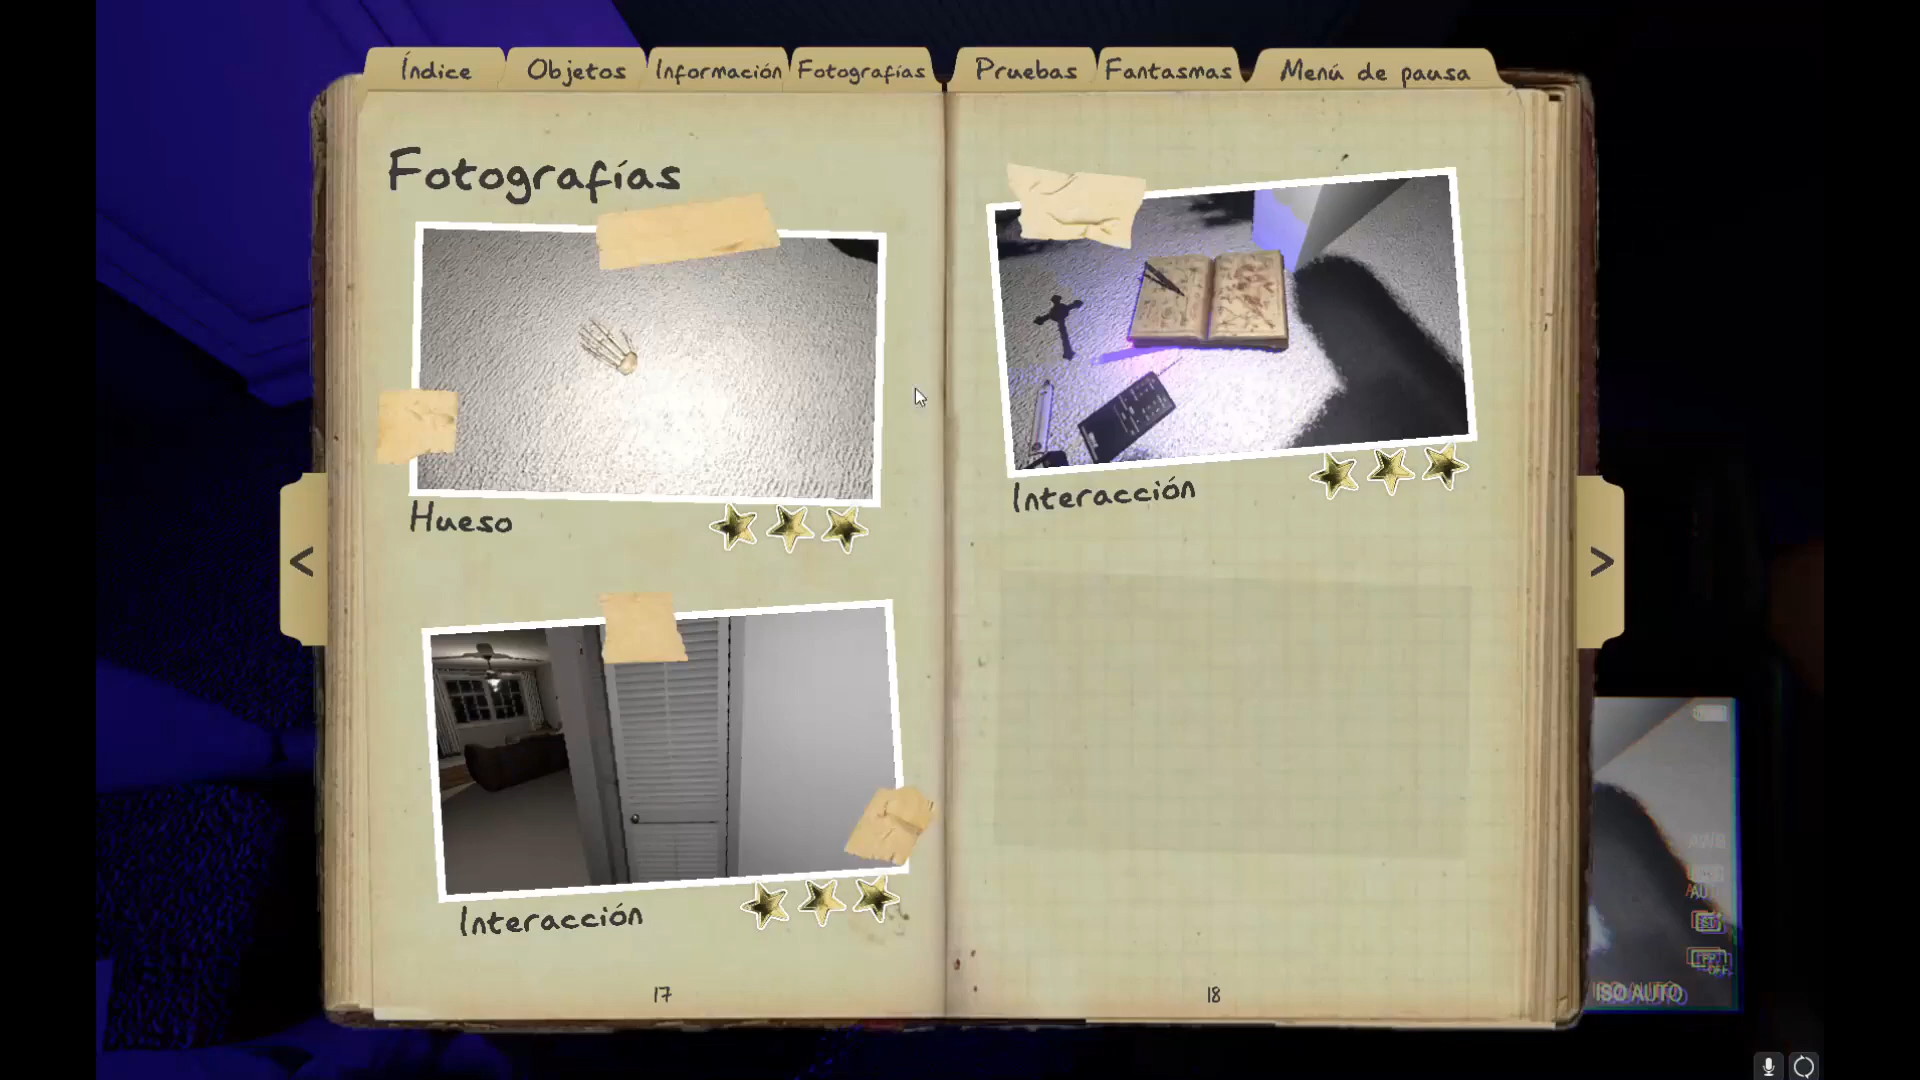 Índice
Objetos
Información
Fotografías
Pruebas
Fantasmas
Menú de pausa
Fotografías
Hueso
Interacción
Interacción
<
>
17
18
ISO AUTO